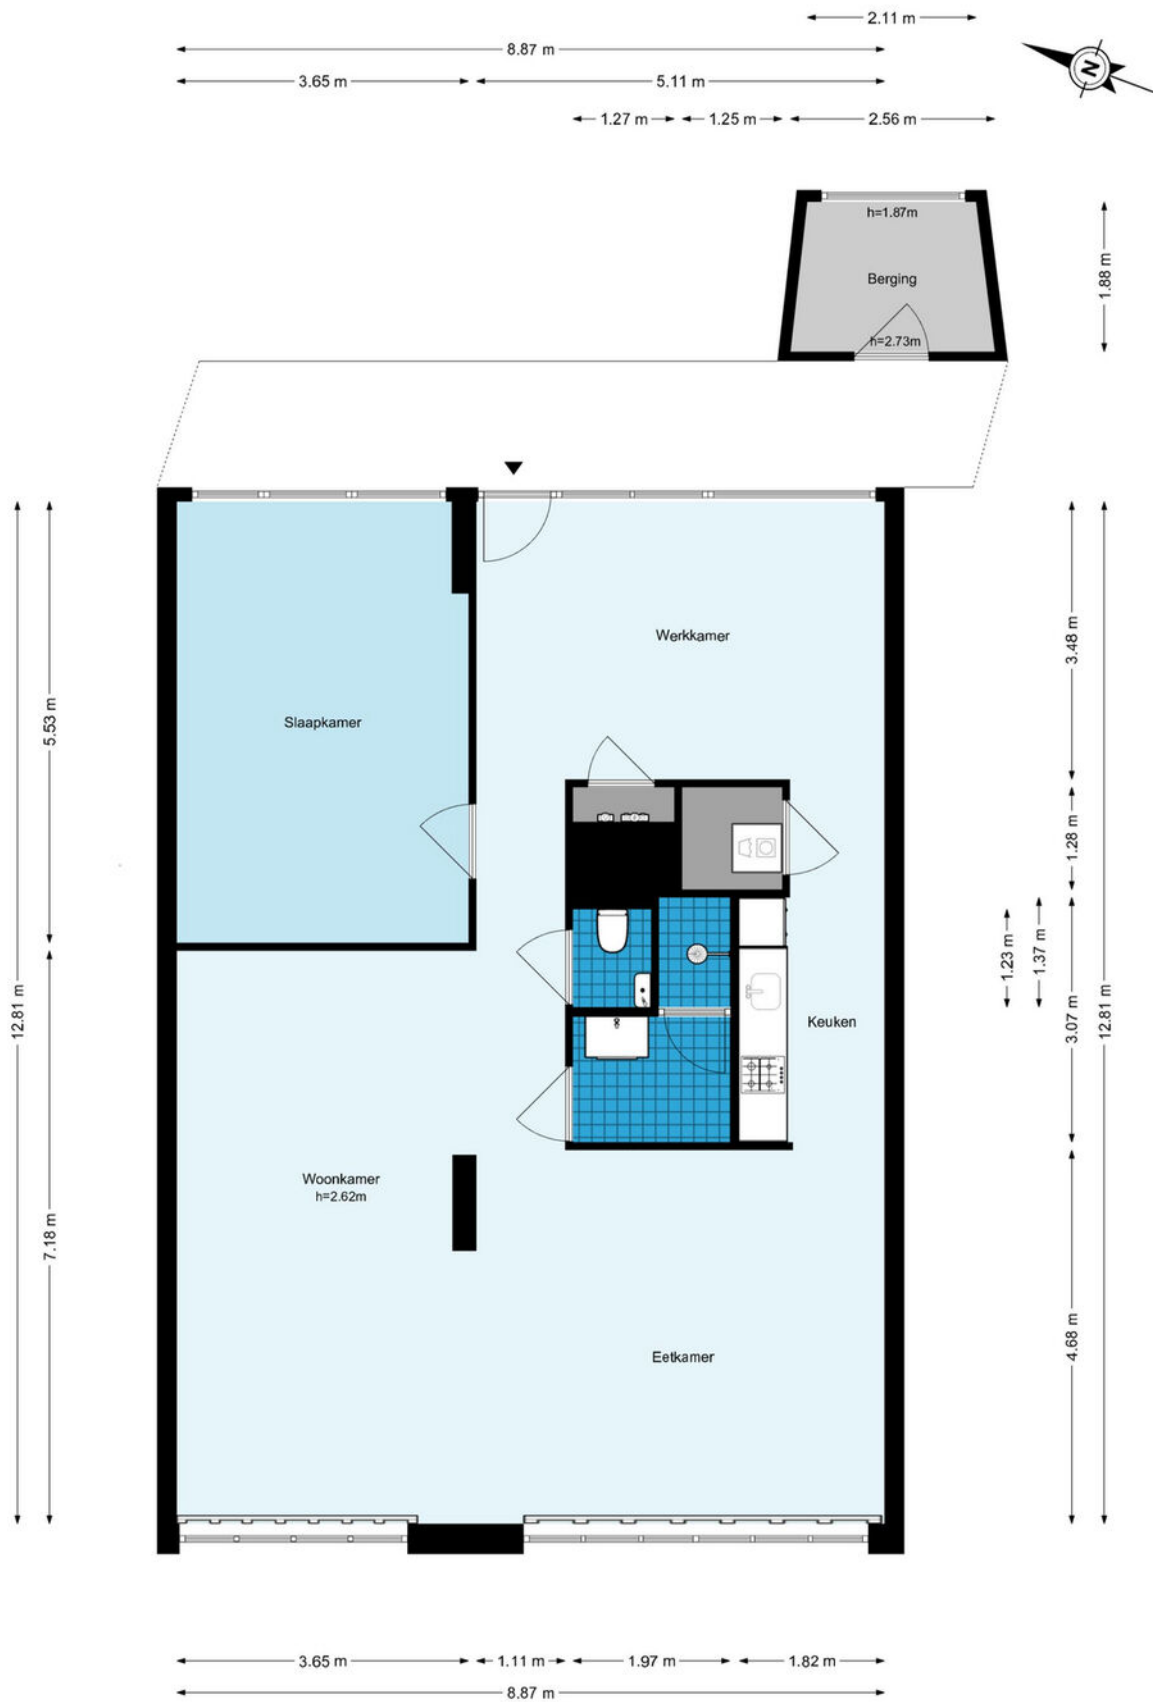 2.11 m
8.87 m
3.65 m
5.11 m
1.27 m
1.25 m
2.56 m
N
h=1.87m
Berging
h=2.73m
1.88 m
Werkkamer
Slaapkamer
5.53 m
3.48 m
1.28 m
12.81 m
1.23 m
1.37 m
3.07 m
12.81 m
Keuken
Woonkamer
h=2.62m
7.18 m
4.68 m
Eetkamer
3.65 m
1.11 m
1.97 m
1.82 m
8.87 m